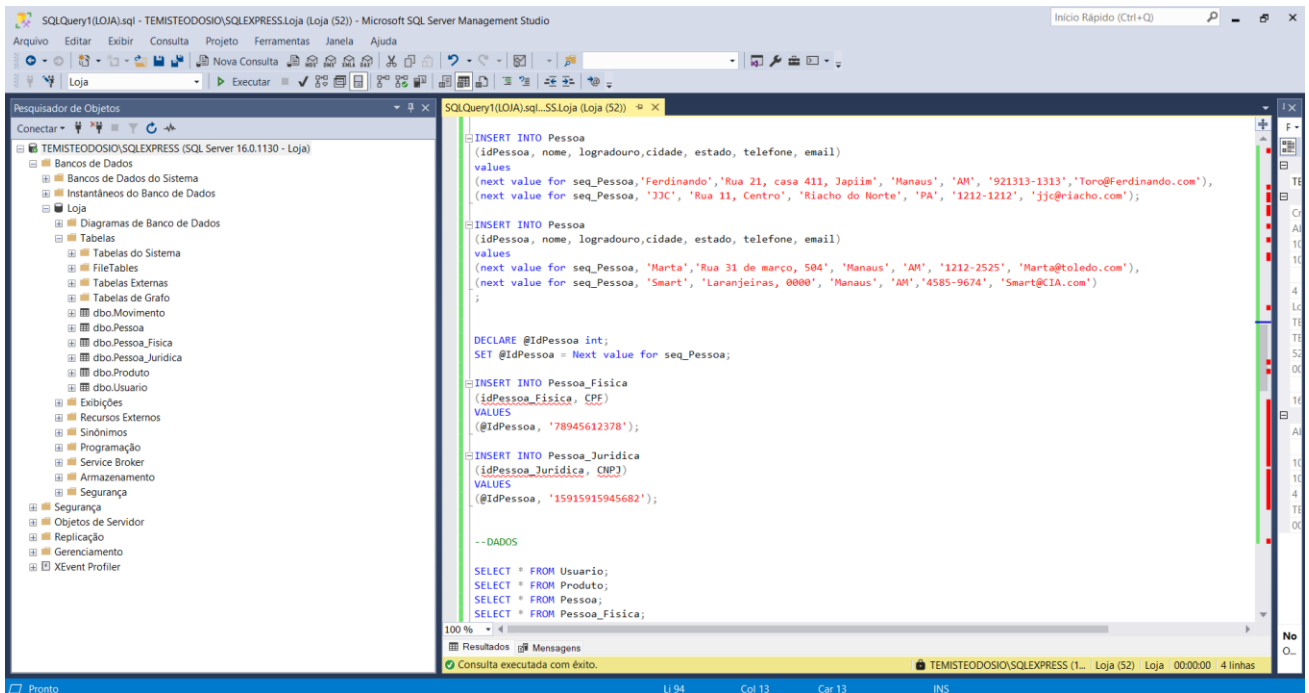 SQLQuery1(LOJA).sql - TEMISTEODOSIO\SQLEXPRESS.Loja (Loja (52)) - Microsoft SQL Server Management Studio
Início Rápido (Ctrl+Q)
Arquivo Editar Exibir Consulta Projeto Ferramentas Janela Ajuda
Nova Consulta
Loja
Executar
Pesquisador de Objetos
SQLQuery1(LOJA).sql...SS.Loja (Loja (52))
Conectar
TEMISTEODOSIO\SQLEXPRESS (SQL Server 16.0.1130 - Loja)
Bancos de Dados
Bancos de Dados do Sistema
Instantâneos do Banco de Dados
Loja
Diagramas de Banco de Dados
Tabelas
Tabelas do Sistema
FileTables
Tabelas Externas
Tabelas de Grafo
dbo.Movimento
dbo.Pessoa
dbo.Pessoa_Fisica
dbo.Pessoa_Juridica
dbo.Produto
dbo.Usuario
Exibições
Recursos Externos
Sinônimos
Programação
Service Broker
Armazenamento
Segurança
Segurança
Objetos de Servidor
Replicação
Gerenciamento
XEvent Profiler
INSERT INTO Pessoa
(idPessoa, nome, logradouro,cidade, estado, telefone, email)
values
(next value for seq_Pessoa,'Ferdinando','Rua 21, casa 411, Japiim', 'Manaus', 'AM', '921313-1313','Toro@Ferdinando.com'),
(next value for seq_Pessoa, 'JJC', 'Rua 11, Centro', 'Riacho do Norte', 'PA', '1212-1212', 'jjc@riacho.com');
INSERT INTO Pessoa
(idPessoa, nome, logradouro,cidade, estado, telefone, email)
values
(next value for seq_Pessoa, 'Marta','Rua 31 de março, 504', 'Manaus', 'AM', '1212-2525', 'Marta@toledo.com'),
(next value for seq_Pessoa, 'Smart', 'Laranjeiras, 0000', 'Manaus', 'AM','4585-9674', 'Smart@CIA.com')
;
DECLARE @IdPessoa int;
SET @IdPessoa = Next value for seq_Pessoa;
INSERT INTO Pessoa_Fisica
(idPessoa_Fisica, CPF)
VALUES
(@IdPessoa, '78945612378');
INSERT INTO Pessoa_Juridica
(idPessoa_Juridica, CNPJ)
VALUES
(@IdPessoa, '15915915945682');
--DADOS
SELECT * FROM Usuario;
SELECT * FROM Produto;
SELECT * FROM Pessoa;
SELECT * FROM Pessoa_Fisica;
100 %
Resultados Mensagens
Consulta executada com êxito.
TEMISTEODOSIO\SQLEXPRESS (1... Loja (52) Loja 00:00:00 4 linhas
No
O...
Pronto
Li 94 Col 13 Car 13 INS